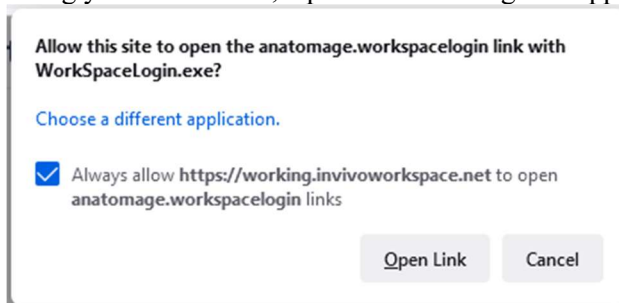 Allow this site to open the anatomage.workspacelogin link with
WorkSpaceLogin.exe?
Choose a different application.
Always allow https://working.invivoworkspace.net to open
anatomage.workspacelogin links
Open Link Cancel